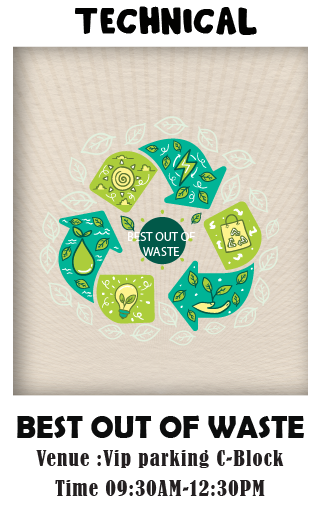 TECHNICAL
BEST OUT OF
WASTE
BEST OUT OF WASTE
Venue :Vip parking C-Block
Time 09:30AM-12:30PM